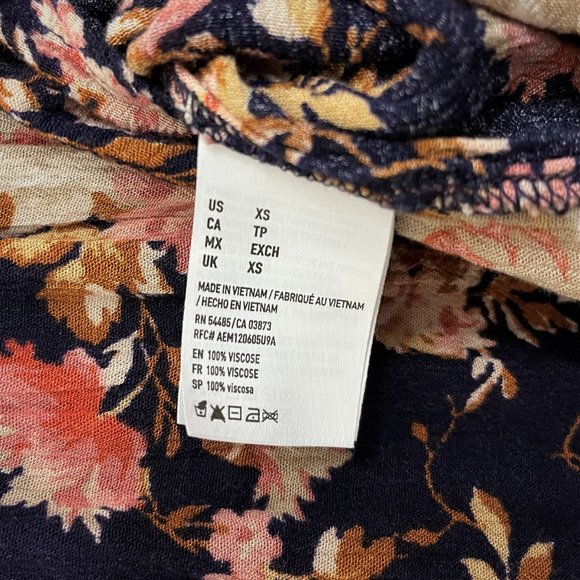 US XS
CA TP
MX EXCH
UK XS
MADE IN VIETNAM / FABRIQUÉ AU VIETNAM
/ HECHO EN VIETNAM
RN 54485/CA 03873
RFC# AEM120605U9A
EN 100% VISCOSE
FR 100% VISCOSE
SP 100% viscosa